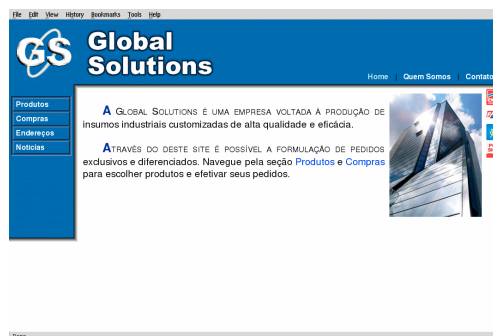 File Edit View History Bookmarks Tools Help
GS Global
Solutions
Home | Quem Somos | Contato
Produtos
Compras
Endereços
Notícias
A GLOBAL SOLUTIONS É UMA EMPRESA VOLTADA À PRODUÇÃO DE
insumos industriais customizadas de alta qualidade e eficácia.
ATRAVÉS DO DESTE SITE É POSSÍVEL A FORMULAÇÃO DE PEDIDOS
exclusivos e diferenciados. Navegue pela seção Produtos e Compras
para escolher produtos e efetivar seus pedidos.